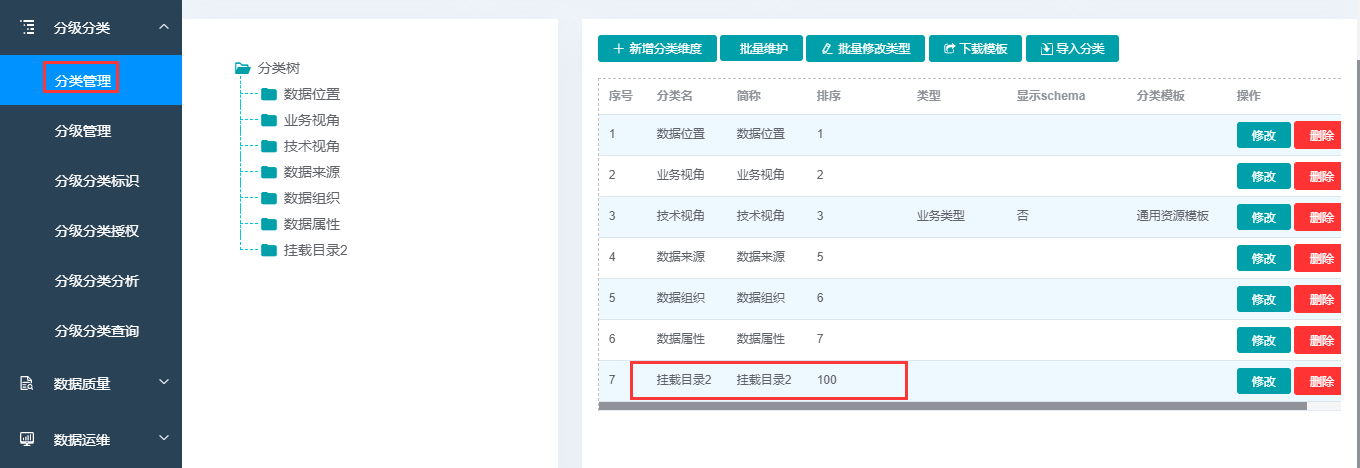 分级分类
分类管理
分级管理
分级分类标识
分级分类授权
分级分类分析
分级分类查询
数据质量
数据运维
分类树
数据位置
业务视角
技术视角
数据来源
数据组织
数据属性
挂载目录2
新增分类维度 批量维护 批量修改类型 下载模板 导入分类
序号 分类名 简称 排序 类型 显示schema 分类模板 操作
1 数据位置 数据位置 1 修改 删除
2 业务视角 业务视角 2 修改 删除
3 技术视角 技术视角 3 业务类型 否 通用资源模板 修改 删除
4 数据来源 数据来源 5 修改 删除
5 数据组织 数据组织 6 修改 删除
6 数据属性 数据属性 7 修改 删除
7 挂载目录2 挂载目录2 100 修改 删除